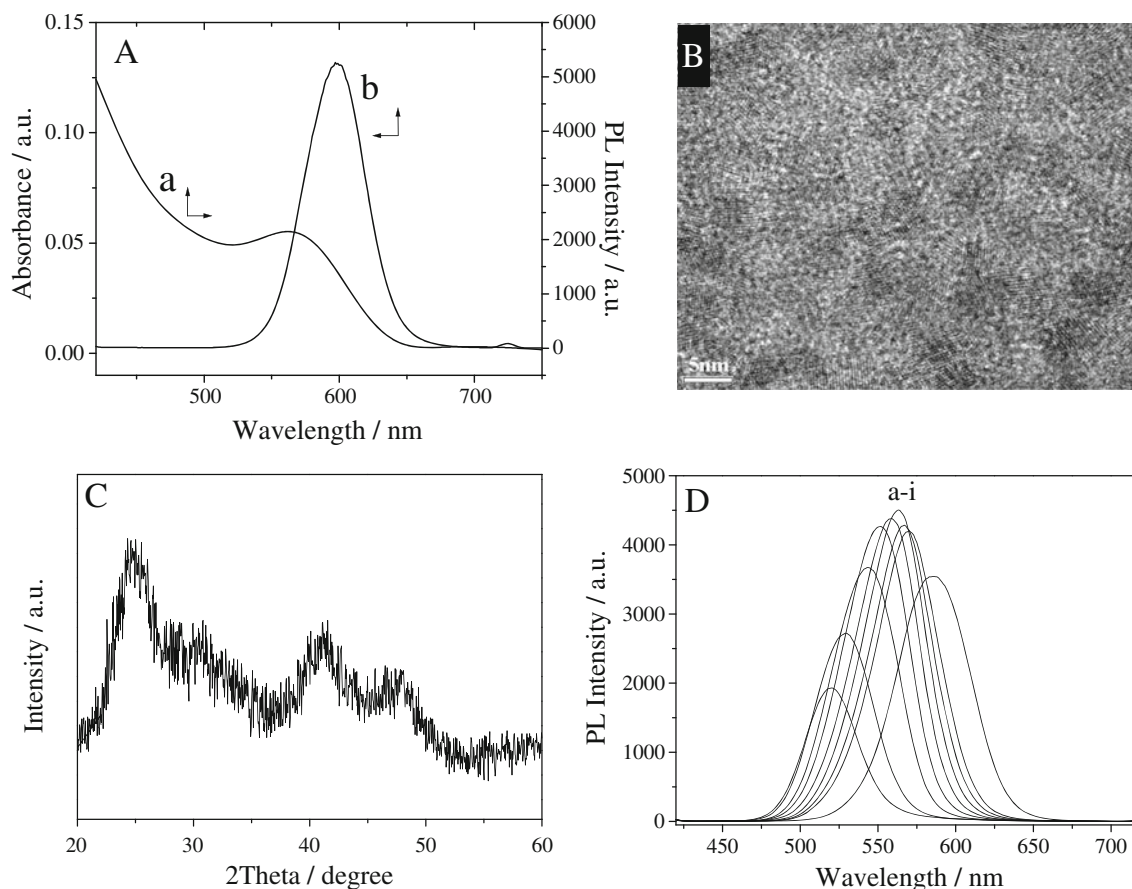 A
0.15
0.10
0.05
0.00
Absorbance / a.u.
6000
5000
4000
3000
2000
1000
0
PL Intensity / a.u.
a
b
500
600
700
Wavelength / nm
B
5nm
C
Intensity / a.u.
20
30
40
50
60
2Theta / degree
D
a-i
5000
4000
3000
2000
1000
0
PL Intensity / a.u.
450
500
550
600
650
700
Wavelength / nm